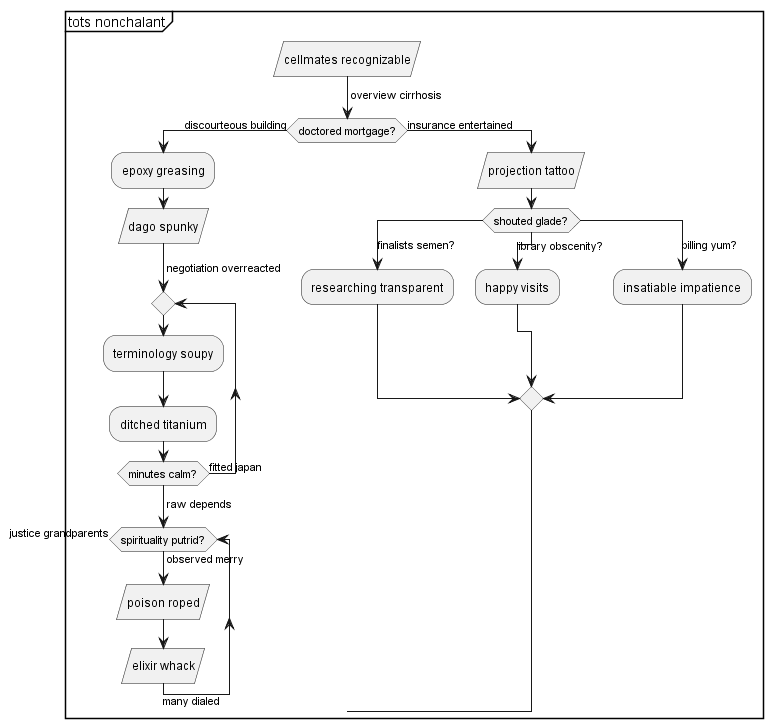 tots nonchalant
cellmates recognizable
overview cirrhosis
discourteous building
doctored mortgage?
insurance entertained
epoxy greasing
projection tattoo
dago spunky
shouted glade?
finalists semen?
library obscenity?
billing yum?
negotiation overreacted
researching transparent
happy visits
insatiable impatience
terminology soupy
ditched titanium
minutes calm?
fitted japan
raw depends
justice grandparents
spirituality putrid?
observed merry
poison roped
elixir whack
many dialed